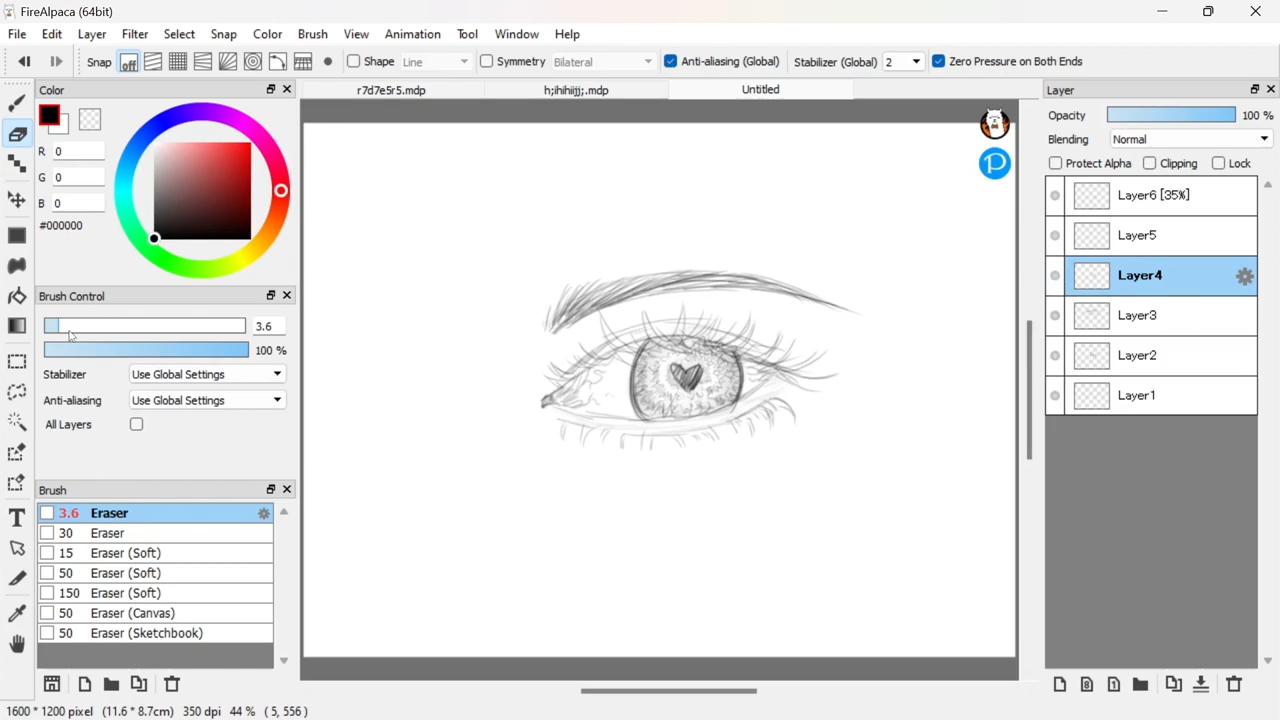 FireAlpaca (64bit)
File Edit Layer Filter Select Snap Color Brush View Animation Tool Window Help
Snap off Shape Line Symmetry Bilateral Anti-aliasing (Global) Stabilizer (Global) 2 Zero Pressure on Both Ends
Color
r7d7e5r5.mdp h;ihihiijj;.mdp Untitled
Layer
R 0
G 0
B 0
#000000
Opacity 100 %
Blending Normal
Protect Alpha Clipping Lock
Layer6 [35%]
Layer5
Layer4
Layer3
Layer2
Layer1
Brush Control
3.6
100 %
Stabilizer Use Global Settings
Anti-aliasing Use Global Settings
All Layers
Brush
3.6 Eraser
30 Eraser
15 Eraser (Soft)
50 Eraser (Soft)
150 Eraser (Soft)
50 Eraser (Canvas)
50 Eraser (Sketchbook)
1600 * 1200 pixel (11.6 * 8.7cm) 350 dpi 44 % ( 5, 556 )